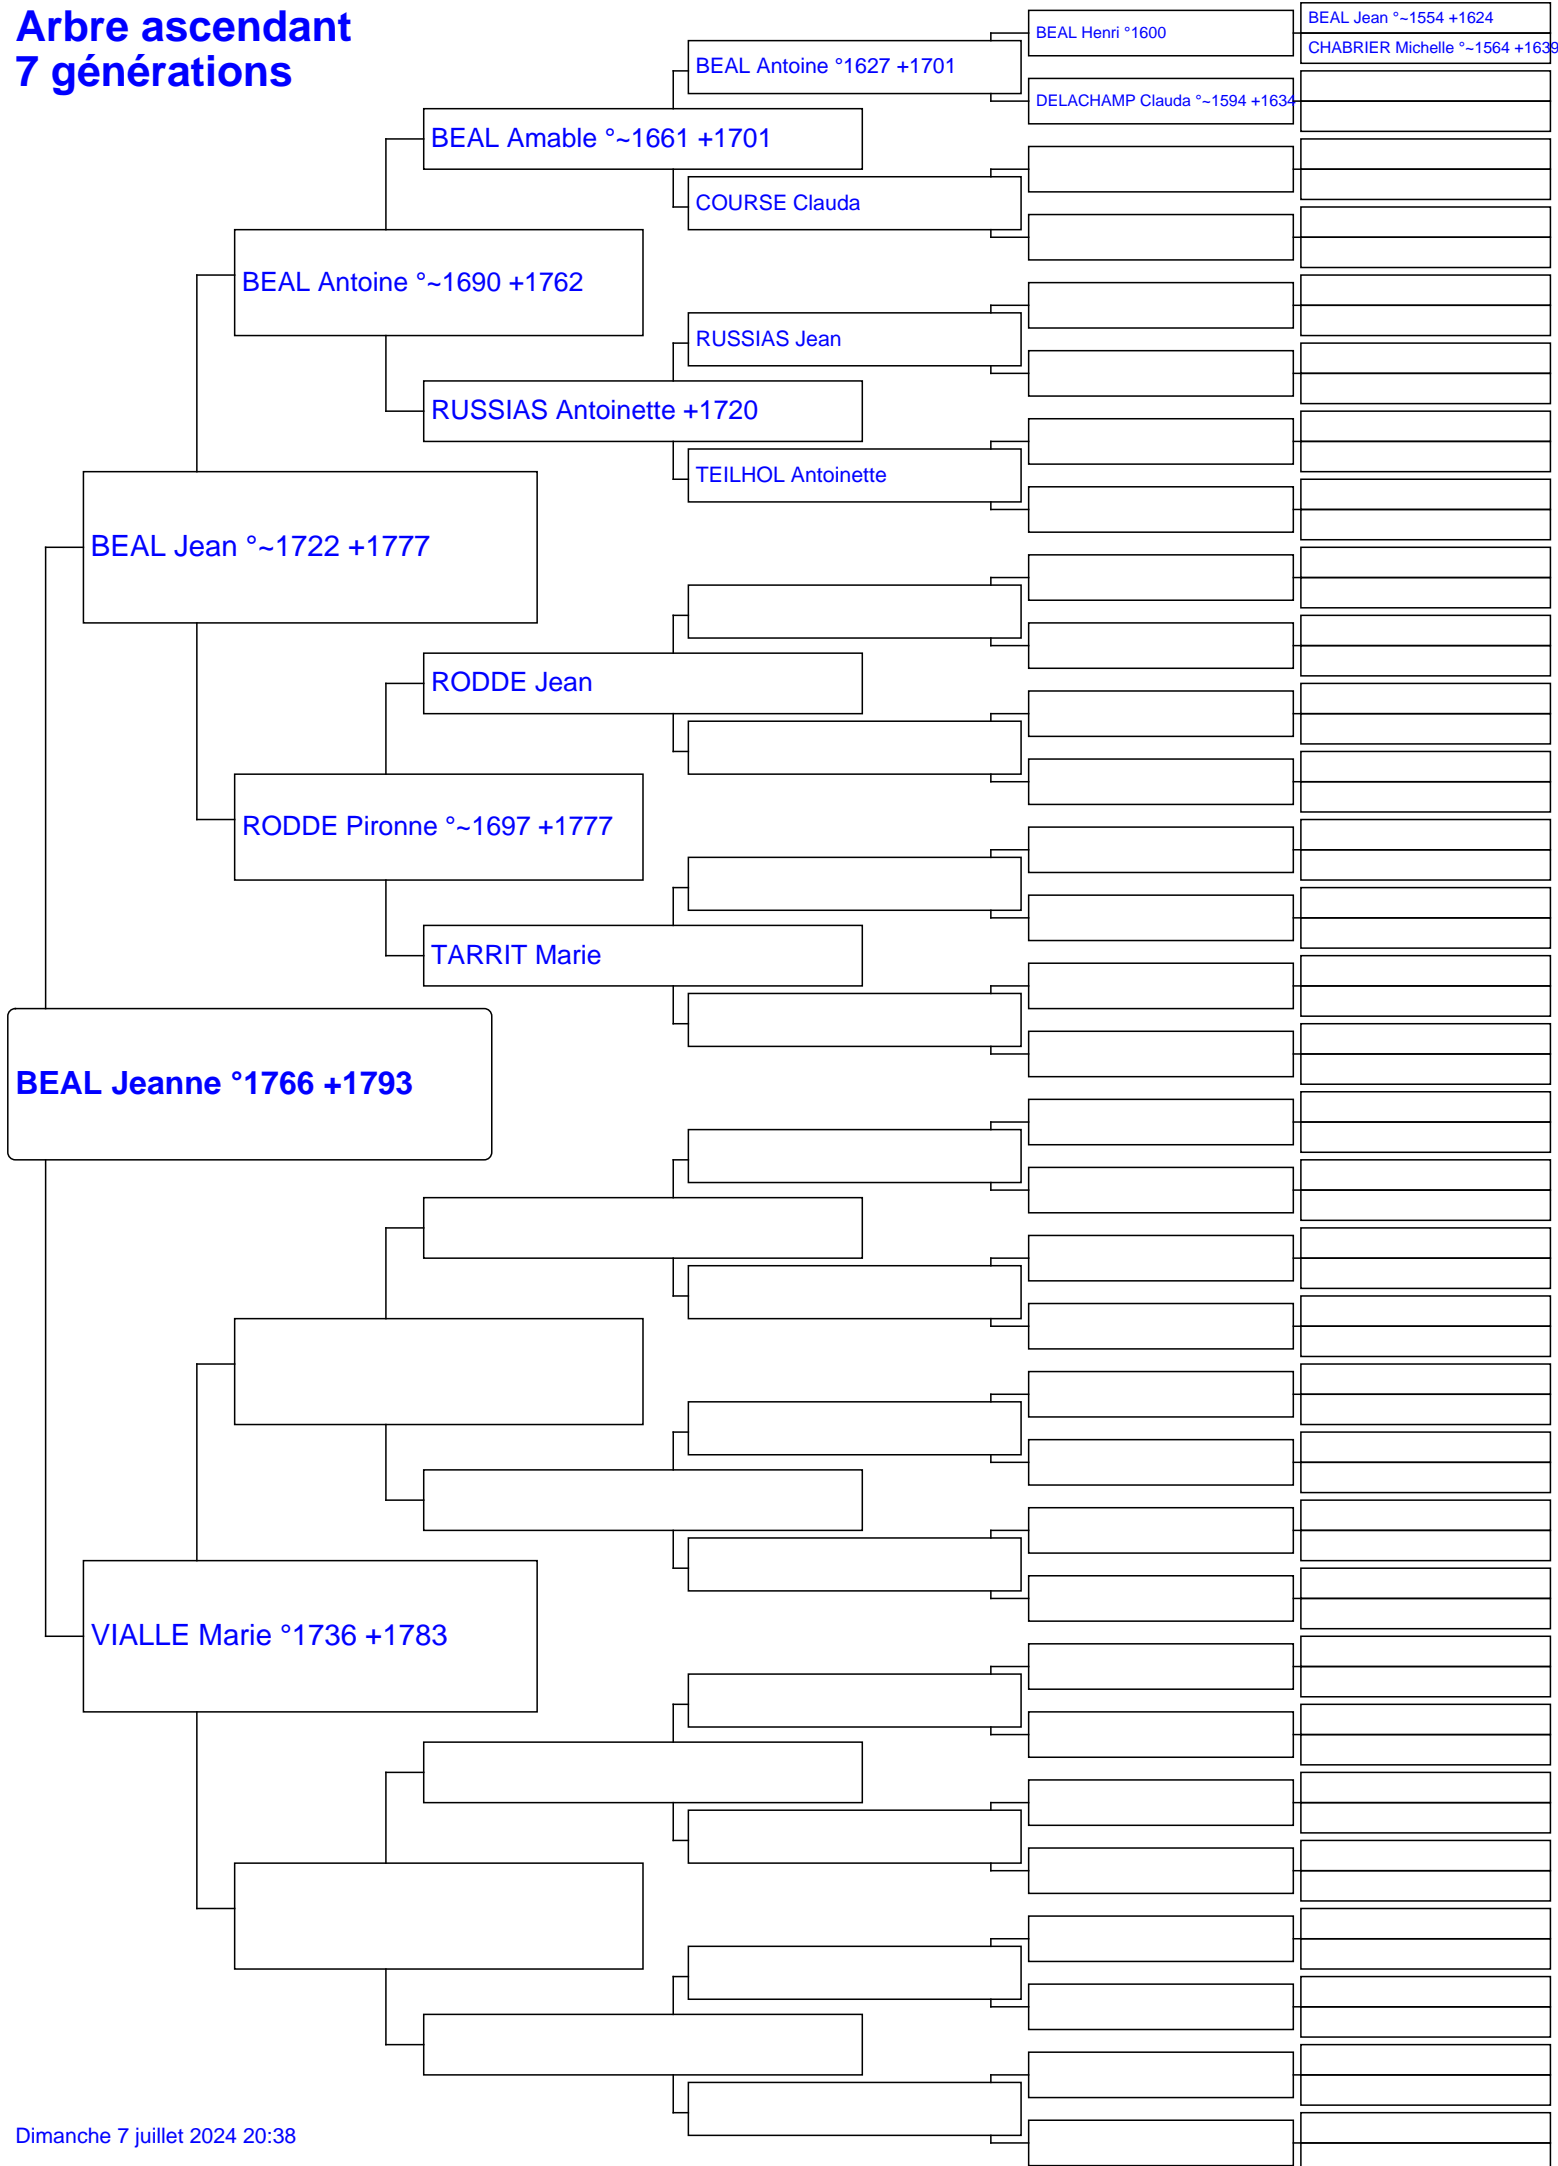 Arbre ascendant
7 générations
BEAL Jean °~1554 +1624
BEAL Henri °1600
CHABRIER Michelle °~1564 +1639
BEAL Antoine °1627 +1701
DELACHAMP Clauda °~1594 +1634
BEAL Amable °~1661 +1701
COURSE Clauda
BEAL Antoine °~1690 +1762
RUSSIAS Jean
RUSSIAS Antoinette +1720
TEILHOL Antoinette
BEAL Jean °~1722 +1777
RODDE Jean
RODDE Pironne °~1697 +1777
TARRIT Marie
BEAL Jeanne °1766 +1793
VIALLE Marie °1736 +1783
Dimanche 7 juillet 2024 20:38